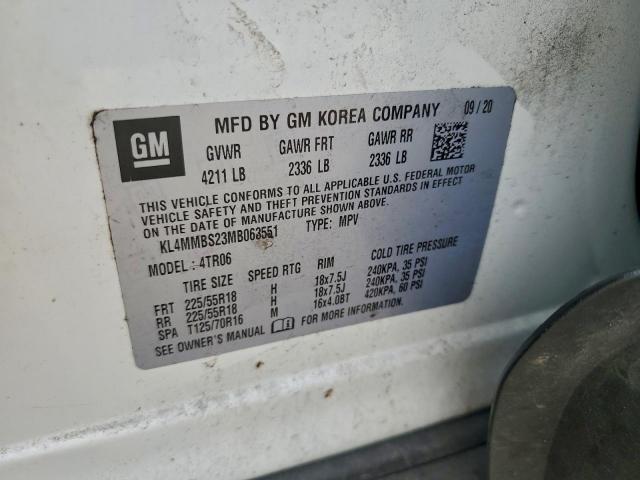 GM
MFD BY GM KOREA COMPANY 09/20
GVWR GAWR FRT GAWR RR
4211 LB 2336 LB 2336 LB
THIS VEHICLE CONFORMS TO ALL APPLICABLE U.S. FEDERAL MOTOR
VEHICLE SAFETY AND THEFT PREVENTION STANDARDS IN EFFECT
ON THE DATE OF MANUFACTURE SHOWN ABOVE.
KL4MMBS23MB063551 TYPE: MPV
MODEL: 4TR06
TIRE SIZE SPEED RTG RIM COLD TIRE PRESSURE
FRT 225/55R18 H 18x7.5J 240KPA, 35 PSI
RR 225/55R18 H 18x7.5J 240KPA, 35 PSI
SPA T125/70R16 M 16x4.0BT 420KPA, 60 PSI
SEE OWNER'S MANUAL FOR MORE INFORMATION.